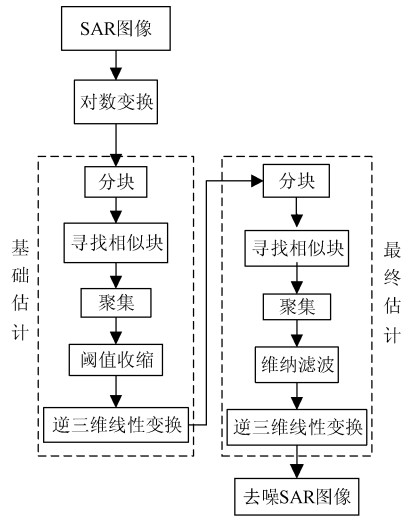 SAR图像
对数变换
基础估计
分块
寻找相似块
聚集
阈值收缩
逆三维线性变换
最终估计
分块
寻找相似块
聚集
维纳滤波
逆三维线性变换
去噪SAR图像